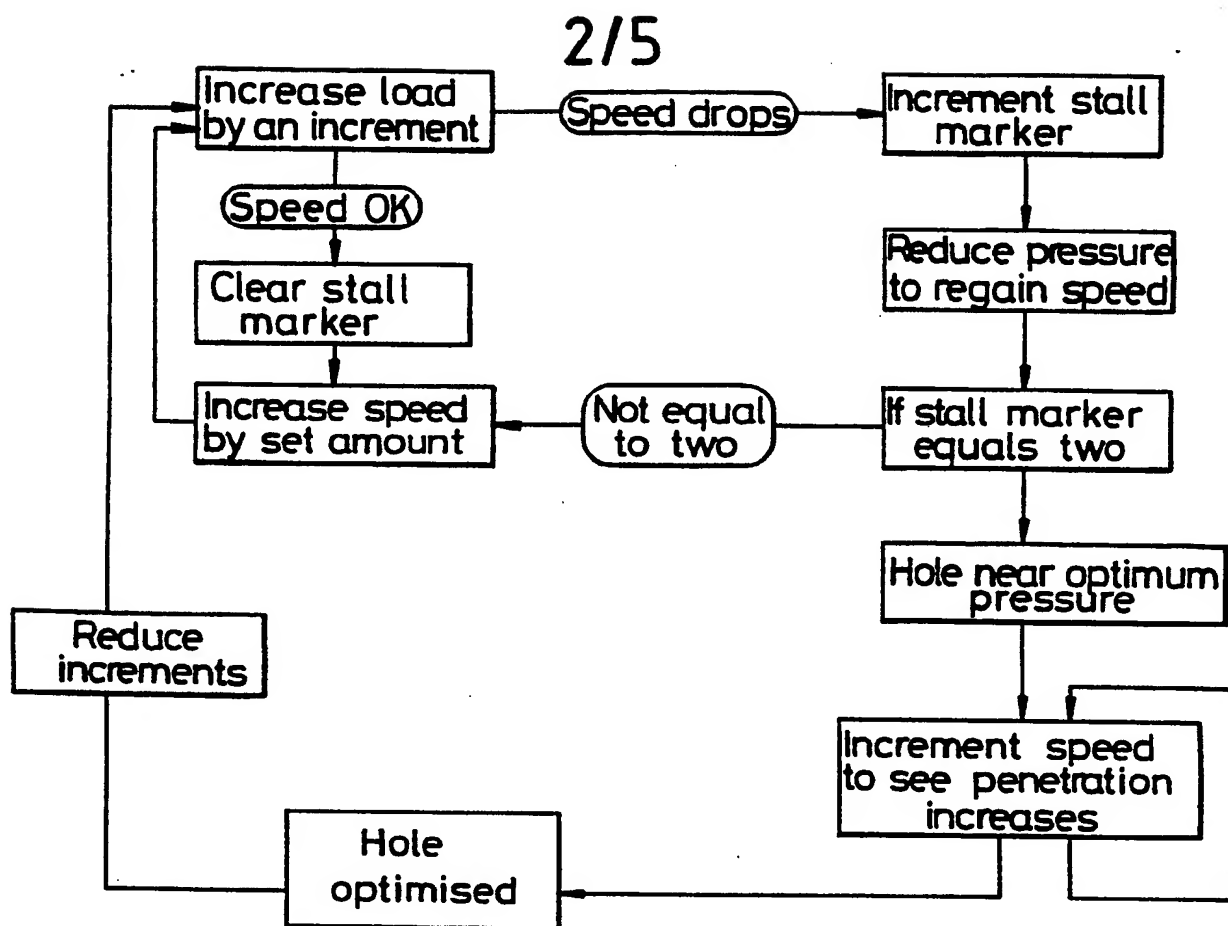 2/5
Increase load
by an increment
Speed drops
Increment stall
marker
Speed OK
Reduce pressure
to regain speed
Clear stall
marker
Increase speed
by set amount
Not equal
to two
If stall marker
equals two
Hole near optimum
pressure
Reduce
increments
Increment speed
to see penetration
increases
Hole
optimised